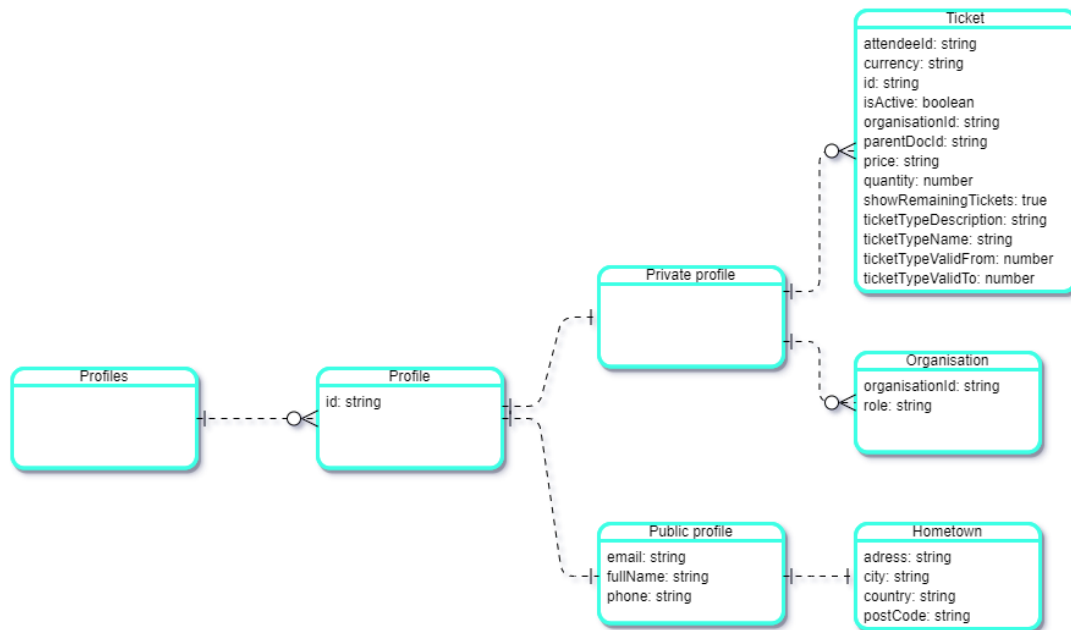 Ticket
attendeeId: string
currency: string
id: string
isActive: boolean
organisationId: string
parentDocId: string
price: string
quantity: number
showRemainingTickets: true
ticketTypeDescription: string
ticketTypeName: string
ticketTypeValidFrom: number
ticketTypeValidTo: number
Private profile
Profiles
Profile
id: string
Organisation
organisationId: string
role: string
Public profile
email: string
fullName: string
phone: string
Hometown
adress: string
city: string
country: string
postCode: string